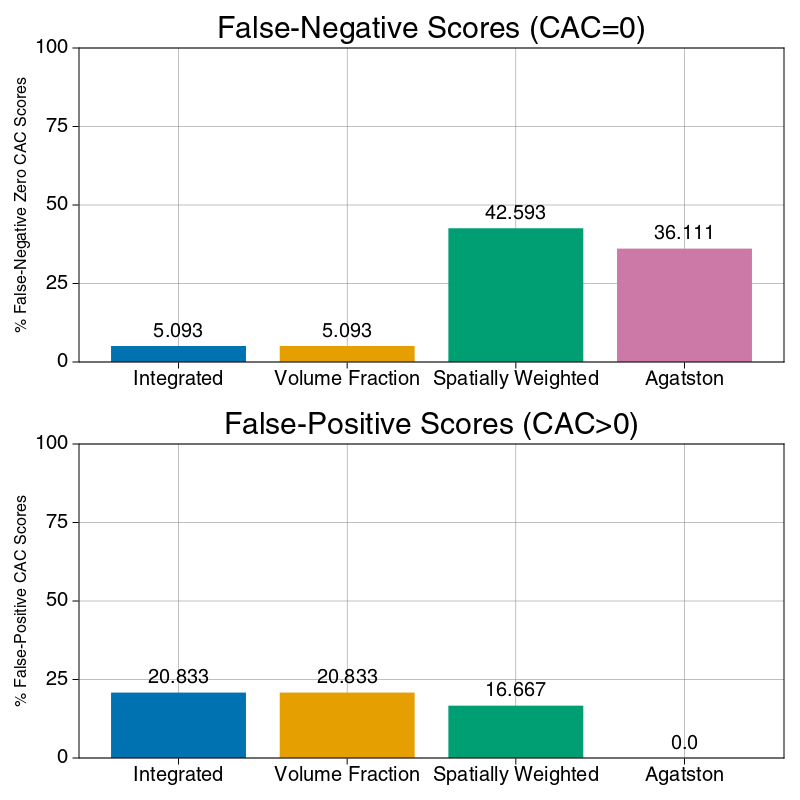 False-Negative Scores (CAC=0)
% False-Negative Zero CAC Scores
100
75
50
25
0
5.093
5.093
42.593
36.111
Integrated
Volume Fraction
Spatially Weighted
Agatston
False-Positive Scores (CAC>0)
% False-Positive CAC Scores
100
75
50
25
0
20.833
20.833
16.667
0.0
Integrated
Volume Fraction
Spatially Weighted
Agatston